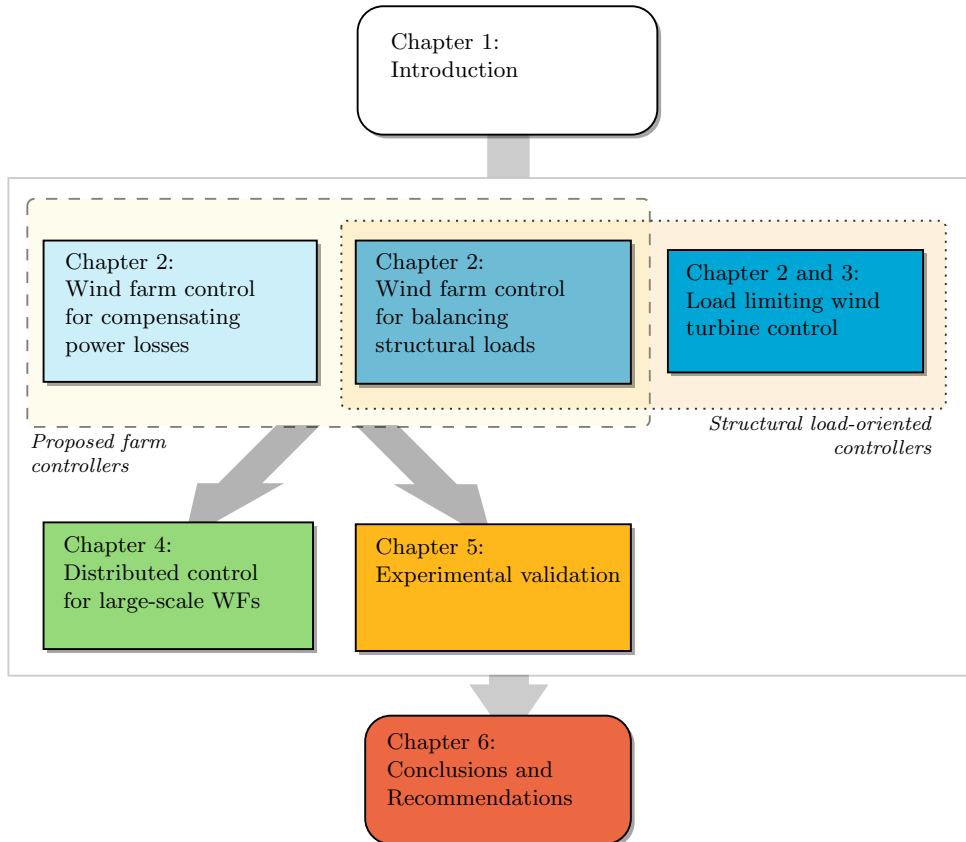 Chapter 1:
Introduction
Chapter 2:
Wind farm control
for compensating
power losses
Chapter 2:
Wind farm control
for balancing
structural loads
Chapter 2 and 3:
Load limiting wind
turbine control
Proposed farm
controllers
Structural load-oriented
controllers
Chapter 4:
Distributed control
for large-scale WFs
Chapter 5:
Experimental validation
Chapter 6:
Conclusions and
Recommendations